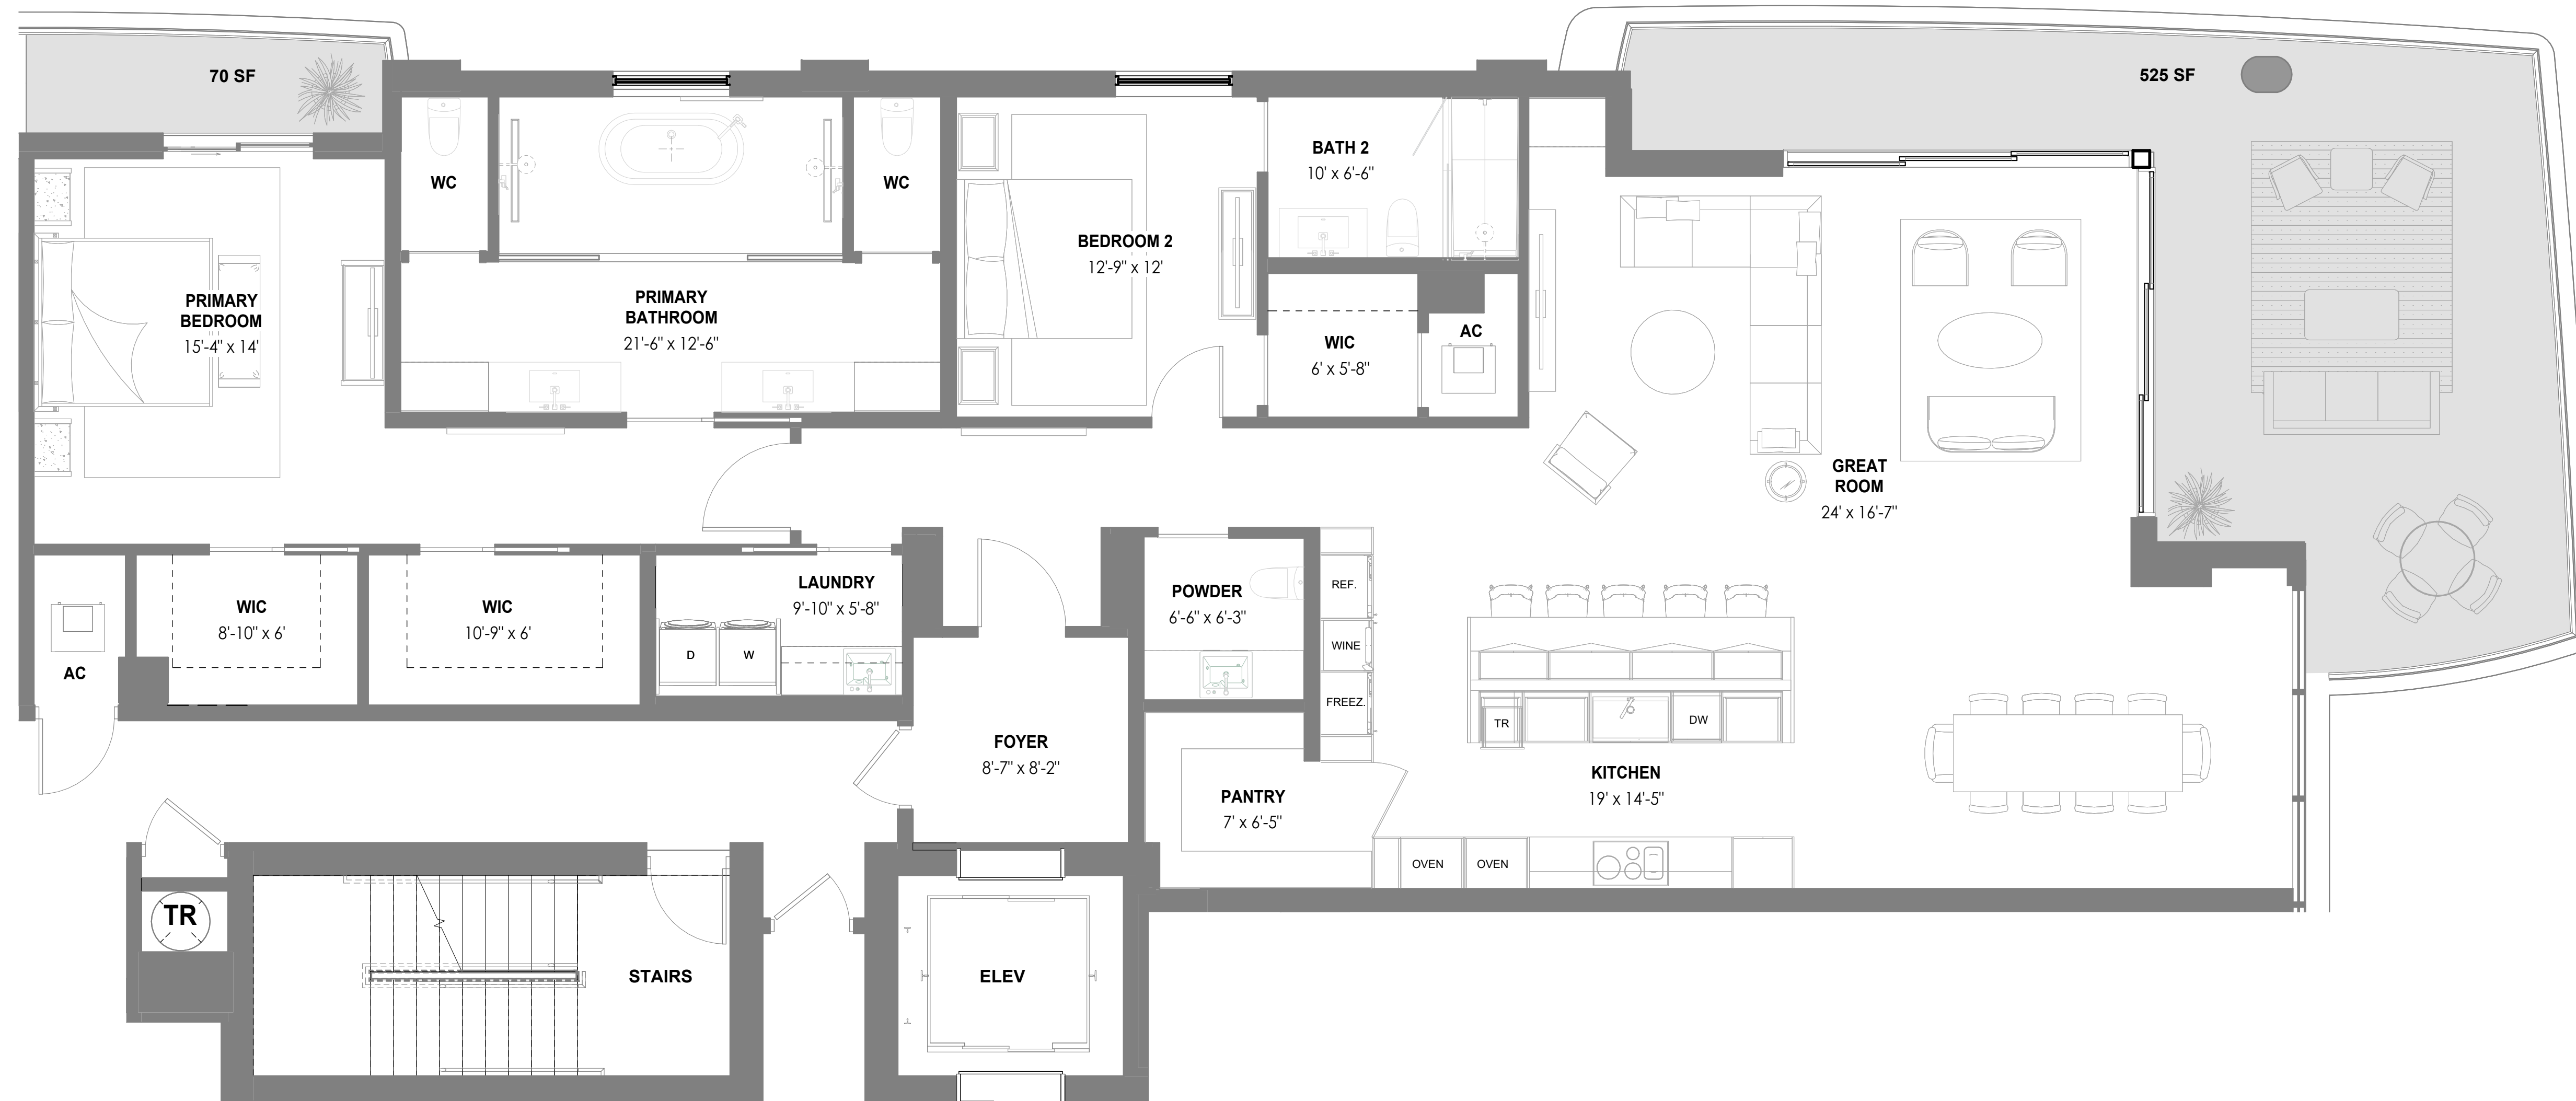 70 SF
525 SF
WC
WC
BATH 2
10' x 6'-6"
BEDROOM 2
12'-9" x 12'
PRIMARY
BEDROOM
15'-4" x 14'
PRIMARY
BATHROOM
21'-6" x 12'-6"
WIC
6' x 5'-8"
AC
GREAT
ROOM
24' x 16'-7"
WIC
8'-10" x 6'
WIC
10'-9" x 6'
LAUNDRY
9'-10" x 5'-8"
D
W
AC
POWDER
6'-6" x 6'-3"
REF.
WINE
FREEZ.
TR
DW
FOYER
8'-7" x 8'-2"
PANTRY
7' x 6'-5"
KITCHEN
19' x 14'-5"
OVEN
OVEN
TR
STAIRS
ELEV